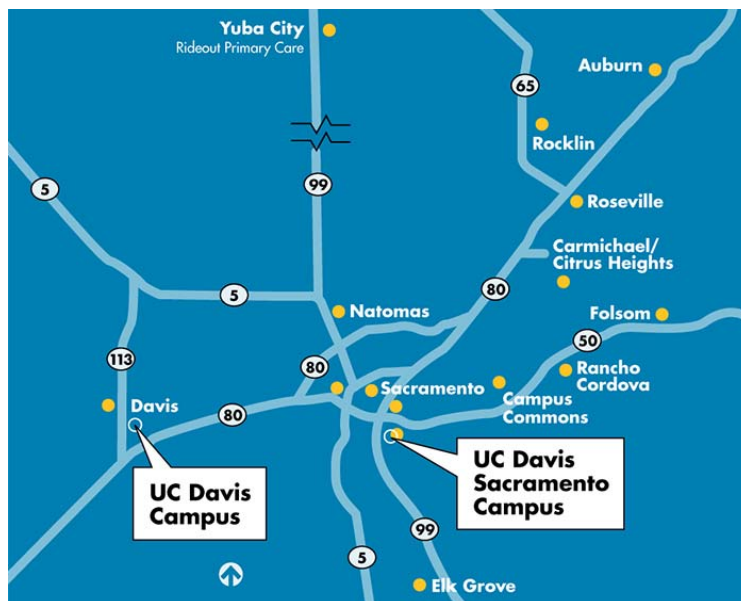 Yuba City
Rideout Primary Care
Auburn
65
Rocklin
99
5
Roseville
Carmichael/
Citrus Heights
80
5
Natomas
Folsom
50
113
80
Rancho
Cordova
Sacramento
Davis
80
Campus
Commons
UC Davis
Campus
UC Davis
Sacramento
Campus
99
5
Elk Grove